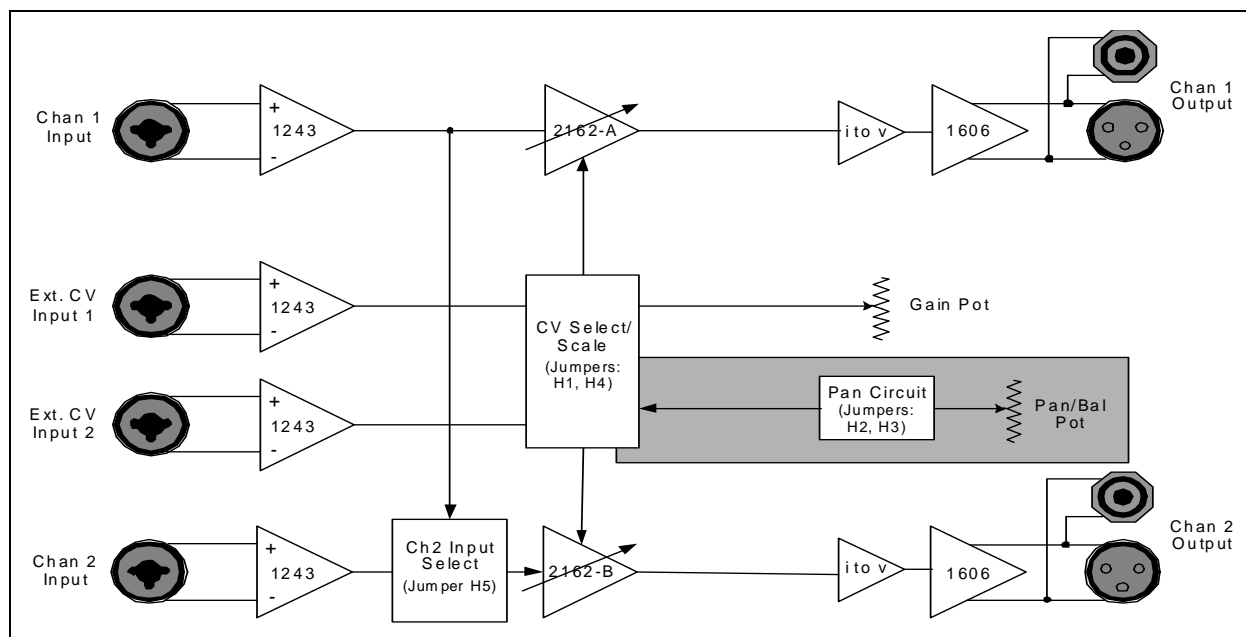 Chan 1
Input
+
1243
-
2162-A
i to v
1606
Chan 1
Output
Ext. CV
Input 1
+
1243
-
CV Select/
Scale
(Jumpers:
H1, H4)
Gain Pot
Ext. CV
Input 2
+
1243
-
Pan Circuit
(Jumpers:
H2, H3)
Pan/Bal
Pot
Chan 2
Input
+
1243
-
Ch2 Input
Select
(Jumper H5)
2162-B
i to v
1606
Chan 2
Output